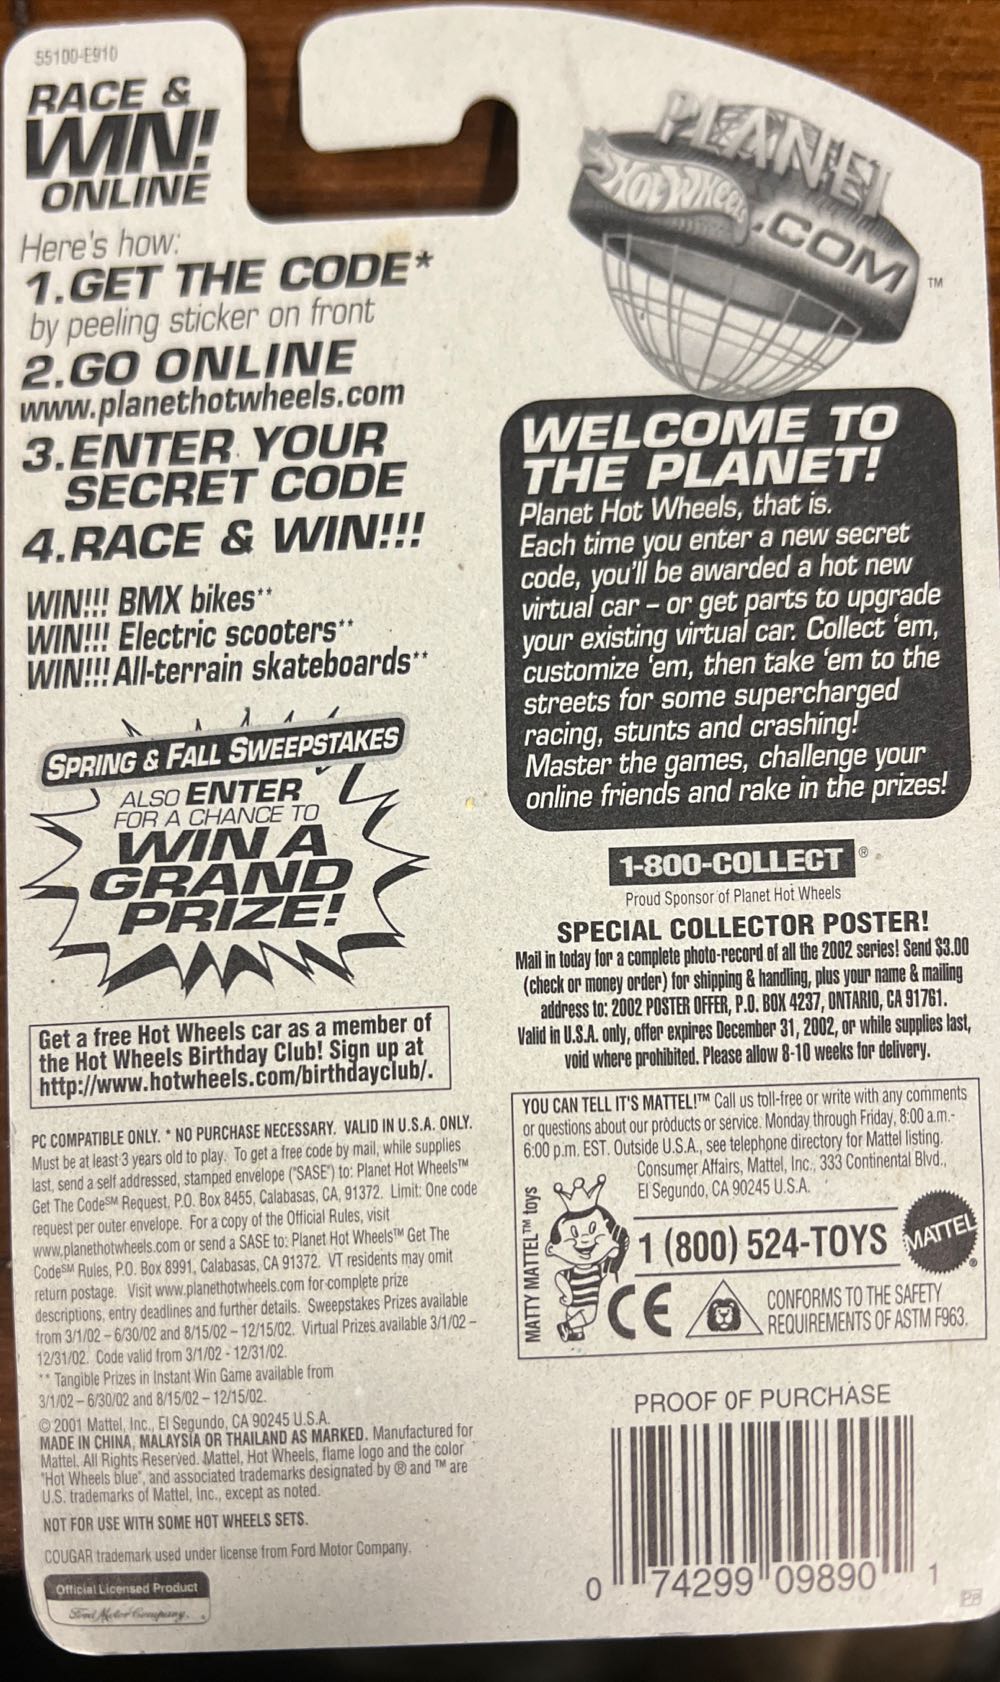 55100-E910
RACE &
WIN!
ONLINE
Here's how:
1.GET THE CODE*
by peeling sticker on front
2.GO ONLINE
www.planethotwheels.com
3.ENTER YOUR
SECRET CODE
4.RACE & WIN!!!
WIN!!! BMX bikes**
WIN!!! Electric scooters**
WIN!!! All-terrain skateboards**
SPRING & FALL SWEEPSTAKES
ALSO ENTER
FOR A CHANCE TO
WIN A
GRAND
PRIZE!
Get a free Hot Wheels car as a member of
the Hot Wheels Birthday Club! Sign up at
http://www.hotwheels.com/birthdayclub/.
PC COMPATIBLE ONLY. * NO PURCHASE NECESSARY. VALID IN U.S.A. ONLY.
Must be at least 3 years old to play. To get a free code by mail, while supplies
last, send a self addressed, stamped envelope ("SASE") to: Planet Hot Wheels™
Get The Code℠ Request, P.O. Box 8455, Calabasas, CA, 91372. Limit: One code
request per outer envelope. For a copy of the Official Rules, visit
www.planethotwheels.com or send a SASE to: Planet Hot Wheels™ Get The
Code℠ Rules, P.O. Box 8991, Calabasas, CA 91372. VT residents may omit
return postage. Visit www.planethotwheels.com for complete prize
descriptions, entry deadlines and further details. Sweepstakes Prizes available
from 3/1/02 – 6/30/02 and 8/15/02 – 12/15/02. Virtual Prizes available 3/1/02 –
12/31/02. Code valid from 3/1/02 - 12/31/02.
** Tangible Prizes in Instant Win Game available from
3/1/02 – 6/30/02 and 8/15/02 – 12/15/02.
© 2001 Mattel, Inc., El Segundo, CA 90245 U.S.A.
MADE IN CHINA, MALAYSIA OR THAILAND AS MARKED. Manufactured for
Mattel. All Rights Reserved. Mattel, Hot Wheels, flame logo and the color
"Hot Wheels blue", and associated trademarks designated by ® and ™ are
U.S. trademarks of Mattel, Inc., except as noted.
NOT FOR USE WITH SOME HOT WHEELS SETS.
COUGAR trademark used under license from Ford Motor Company.
Official Licensed Product
Ford Motor Company.
PLANET
HOT WHEELS
.COM
™
WELCOME TO
THE PLANET!
Planet Hot Wheels, that is.
Each time you enter a new secret
code, you'll be awarded a hot new
virtual car – or get parts to upgrade
your existing virtual car. Collect 'em,
customize 'em, then take 'em to the
streets for some supercharged
racing, stunts and crashing!
Master the games, challenge your
online friends and rake in the prizes!
1-800-COLLECT ®
Proud Sponsor of Planet Hot Wheels
SPECIAL COLLECTOR POSTER!
Mail in today for a complete photo-record of all the 2002 series! Send $3.00
(check or money order) for shipping & handling, plus your name & mailing
address to: 2002 POSTER OFFER, P.O. BOX 4237, ONTARIO, CA 91761.
Valid in U.S.A. only, offer expires December 31, 2002, or while supplies last,
void where prohibited. Please allow 8-10 weeks for delivery.
YOU CAN TELL IT'S MATTEL!™ Call us toll-free or write with any comments
or questions about our products or service. Monday through Friday, 8:00 a.m.-
6:00 p.m. EST. Outside U.S.A., see telephone directory for Mattel listing.
Consumer Affairs, Mattel, Inc., 333 Continental Blvd.,
El Segundo, CA 90245 U.S.A.
MATTY MATTEL™ toys
1 (800) 524-TOYS
MATTEL ®
CE
CONFORMS TO THE SAFETY
REQUIREMENTS OF ASTM F963.
PROOF OF PURCHASE
0 74299 09890 1
PB